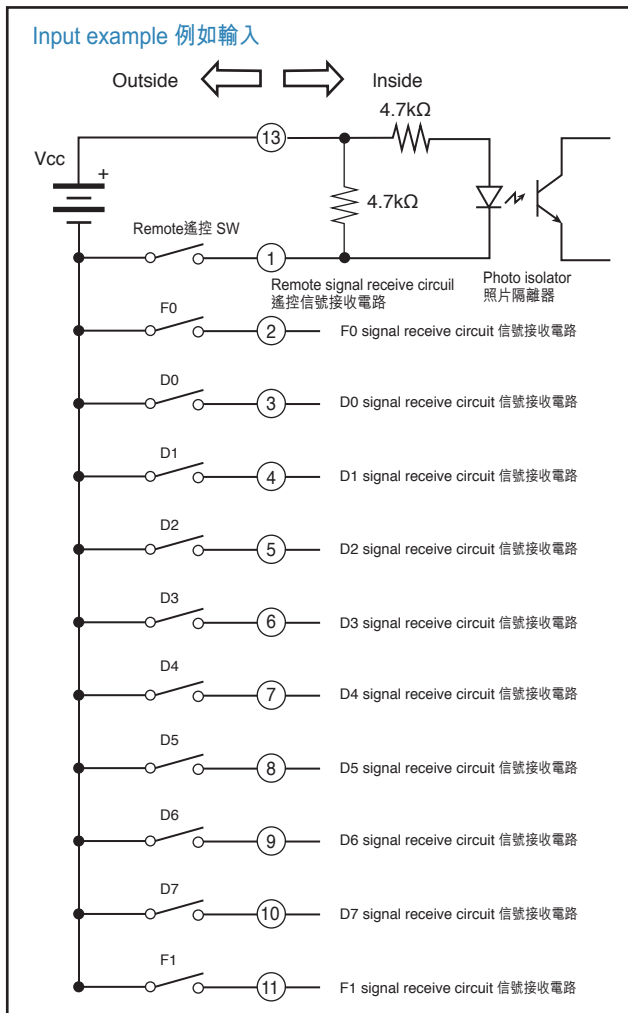 Input example 例如輸入
Outside Inside
4.7kΩ
13
Vcc
+
4.7kΩ
Remote遙控 SW
1
Remote signal receive circuil
遙控信號接收電路
Photo isolator
照片隔離器
F0
2 F0 signal receive circuit 信號接收電路
D0
3 D0 signal receive circuit 信號接收電路
D1
4 D1 signal receive circuit 信號接收電路
D2
5 D2 signal receive circuit 信號接收電路
D3
6 D3 signal receive circuit 信號接收電路
D4
7 D4 signal receive circuit 信號接收電路
D5
8 D5 signal receive circuit 信號接收電路
D6
9 D6 signal receive circuit 信號接收電路
D7
10 D7 signal receive circuit 信號接收電路
F1
11 F1 signal receive circuit 信號接收電路